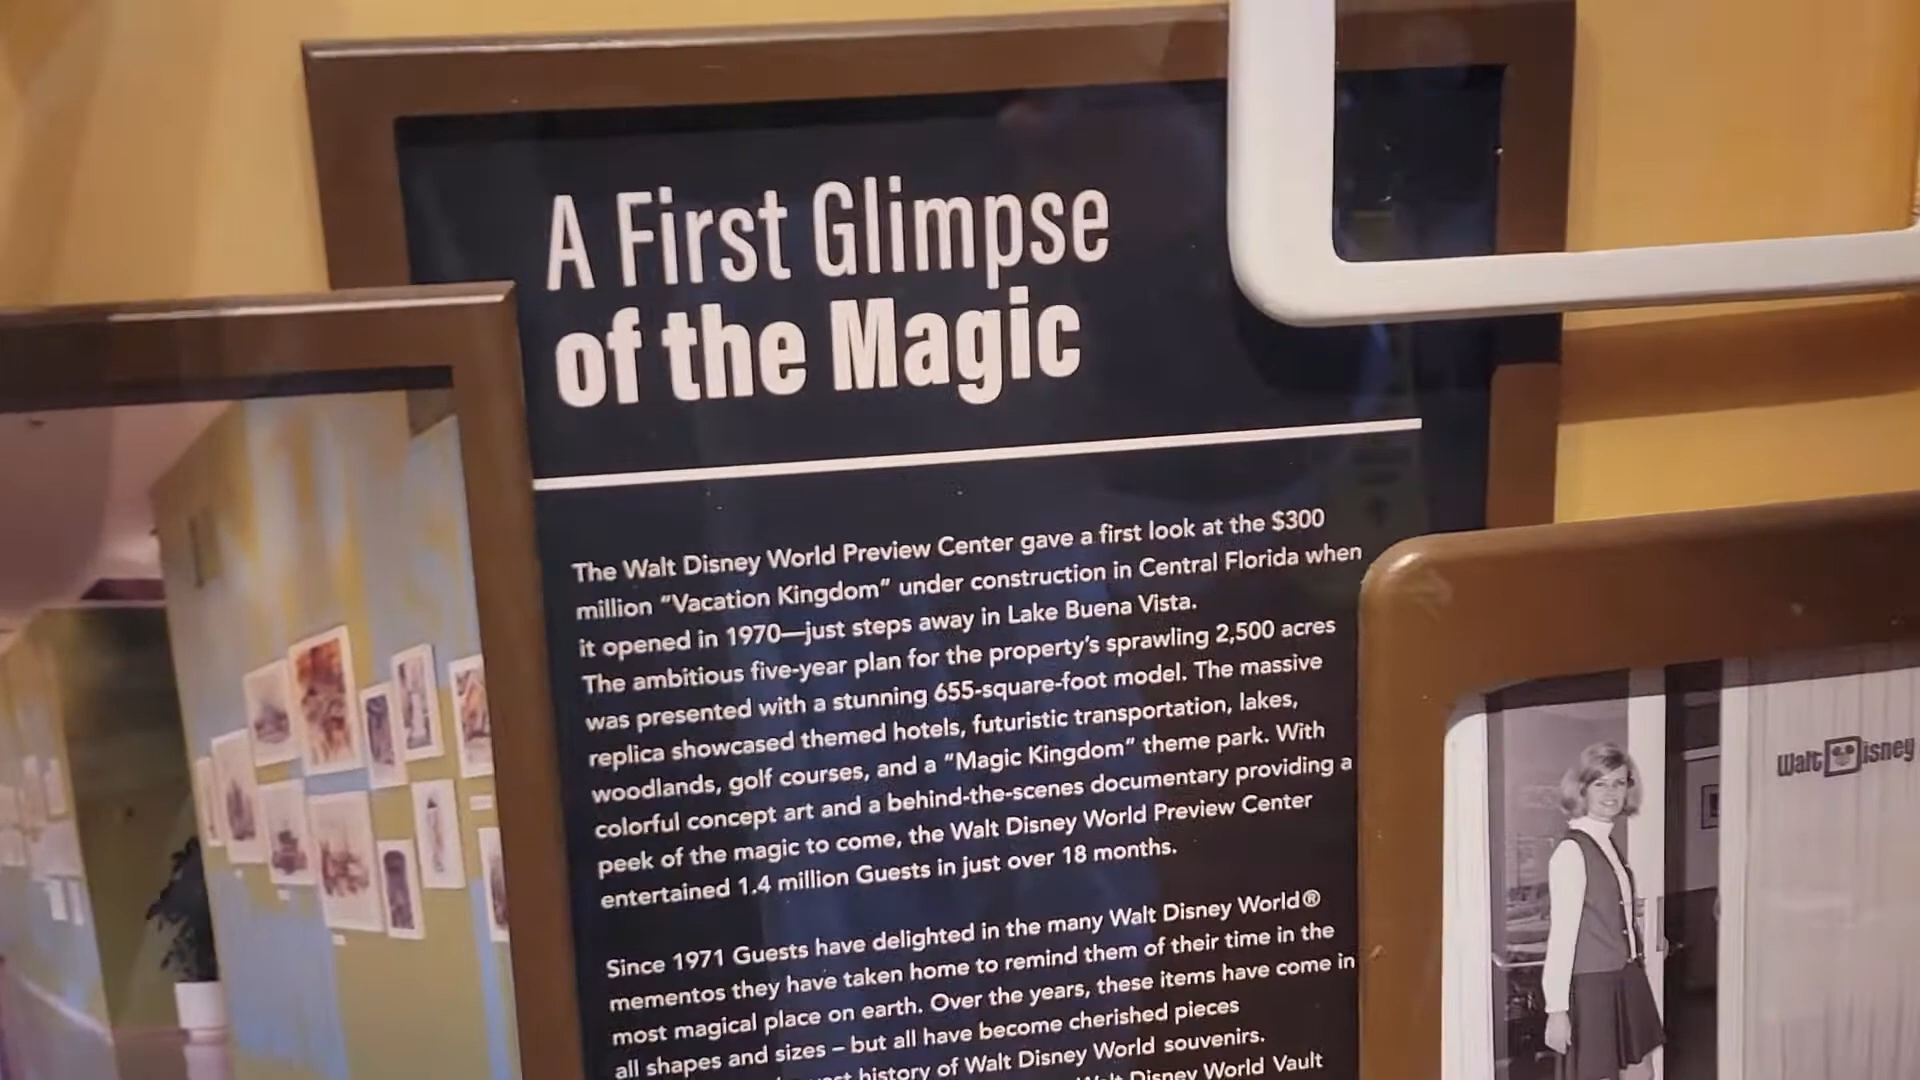 A First Glimpse
of the Magic
The Walt Disney World Preview Center gave a first look at the $300
million “Vacation Kingdom” under construction in Central Florida when
it opened in 1970—just steps away in Lake Buena Vista.
The ambitious five-year plan for the property’s sprawling 2,500 acres
was presented with a stunning 655-square-foot model. The massive
replica showcased themed hotels, futuristic transportation, lakes,
woodlands, golf courses, and a “Magic Kingdom” theme park. With
colorful concept art and a behind-the-scenes documentary providing a
peek of the magic to come, the Walt Disney World Preview Center
entertained 1.4 million Guests in just over 18 months.
Since 1971 Guests have delighted in the many Walt Disney World®
mementos they have taken home to remind them of their time in the
most magical place on earth. Over the years, these items have come in
all shapes and sizes – but all have become cherished pieces
history of Walt Disney World souvenirs.
Disney World Vault
Walt Disney